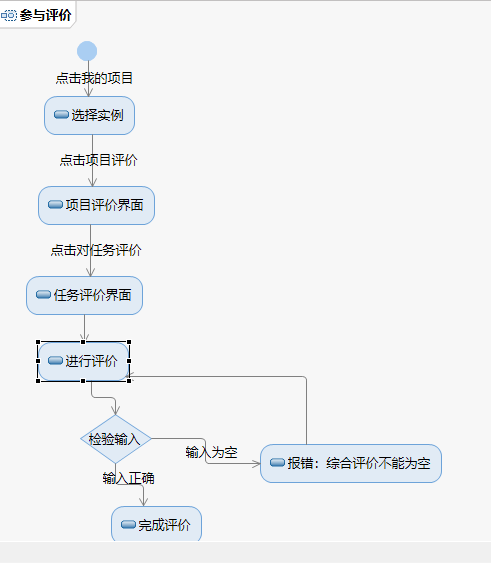 参与评价
点击我的项目
选择实例
点击项目评价
项目评价界面
点击对任务评价
任务评价界面
进行评价
检验输入
输入为空
报错：综合评价不能为空
输入正确
完成评价